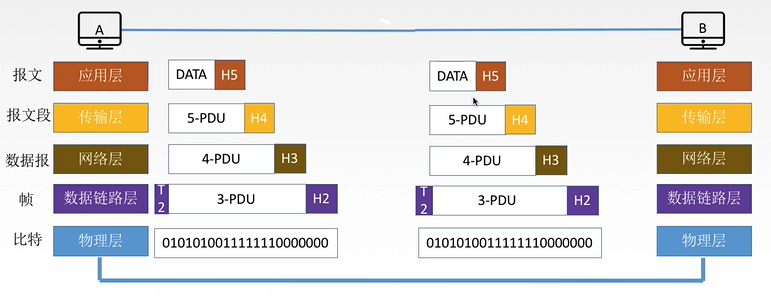 A B
报文 应用层 DATA H5 DATA H5 应用层
报文段 传输层 5-PDU H4 5-PDU H4 传输层
数据报 网络层 4-PDU H3 4-PDU H3 网络层
帧 数据链路层 T2 3-PDU H2 T2 3-PDU H2 数据链路层
比特 物理层 0101010011111110000000 0101010011111110000000 物理层